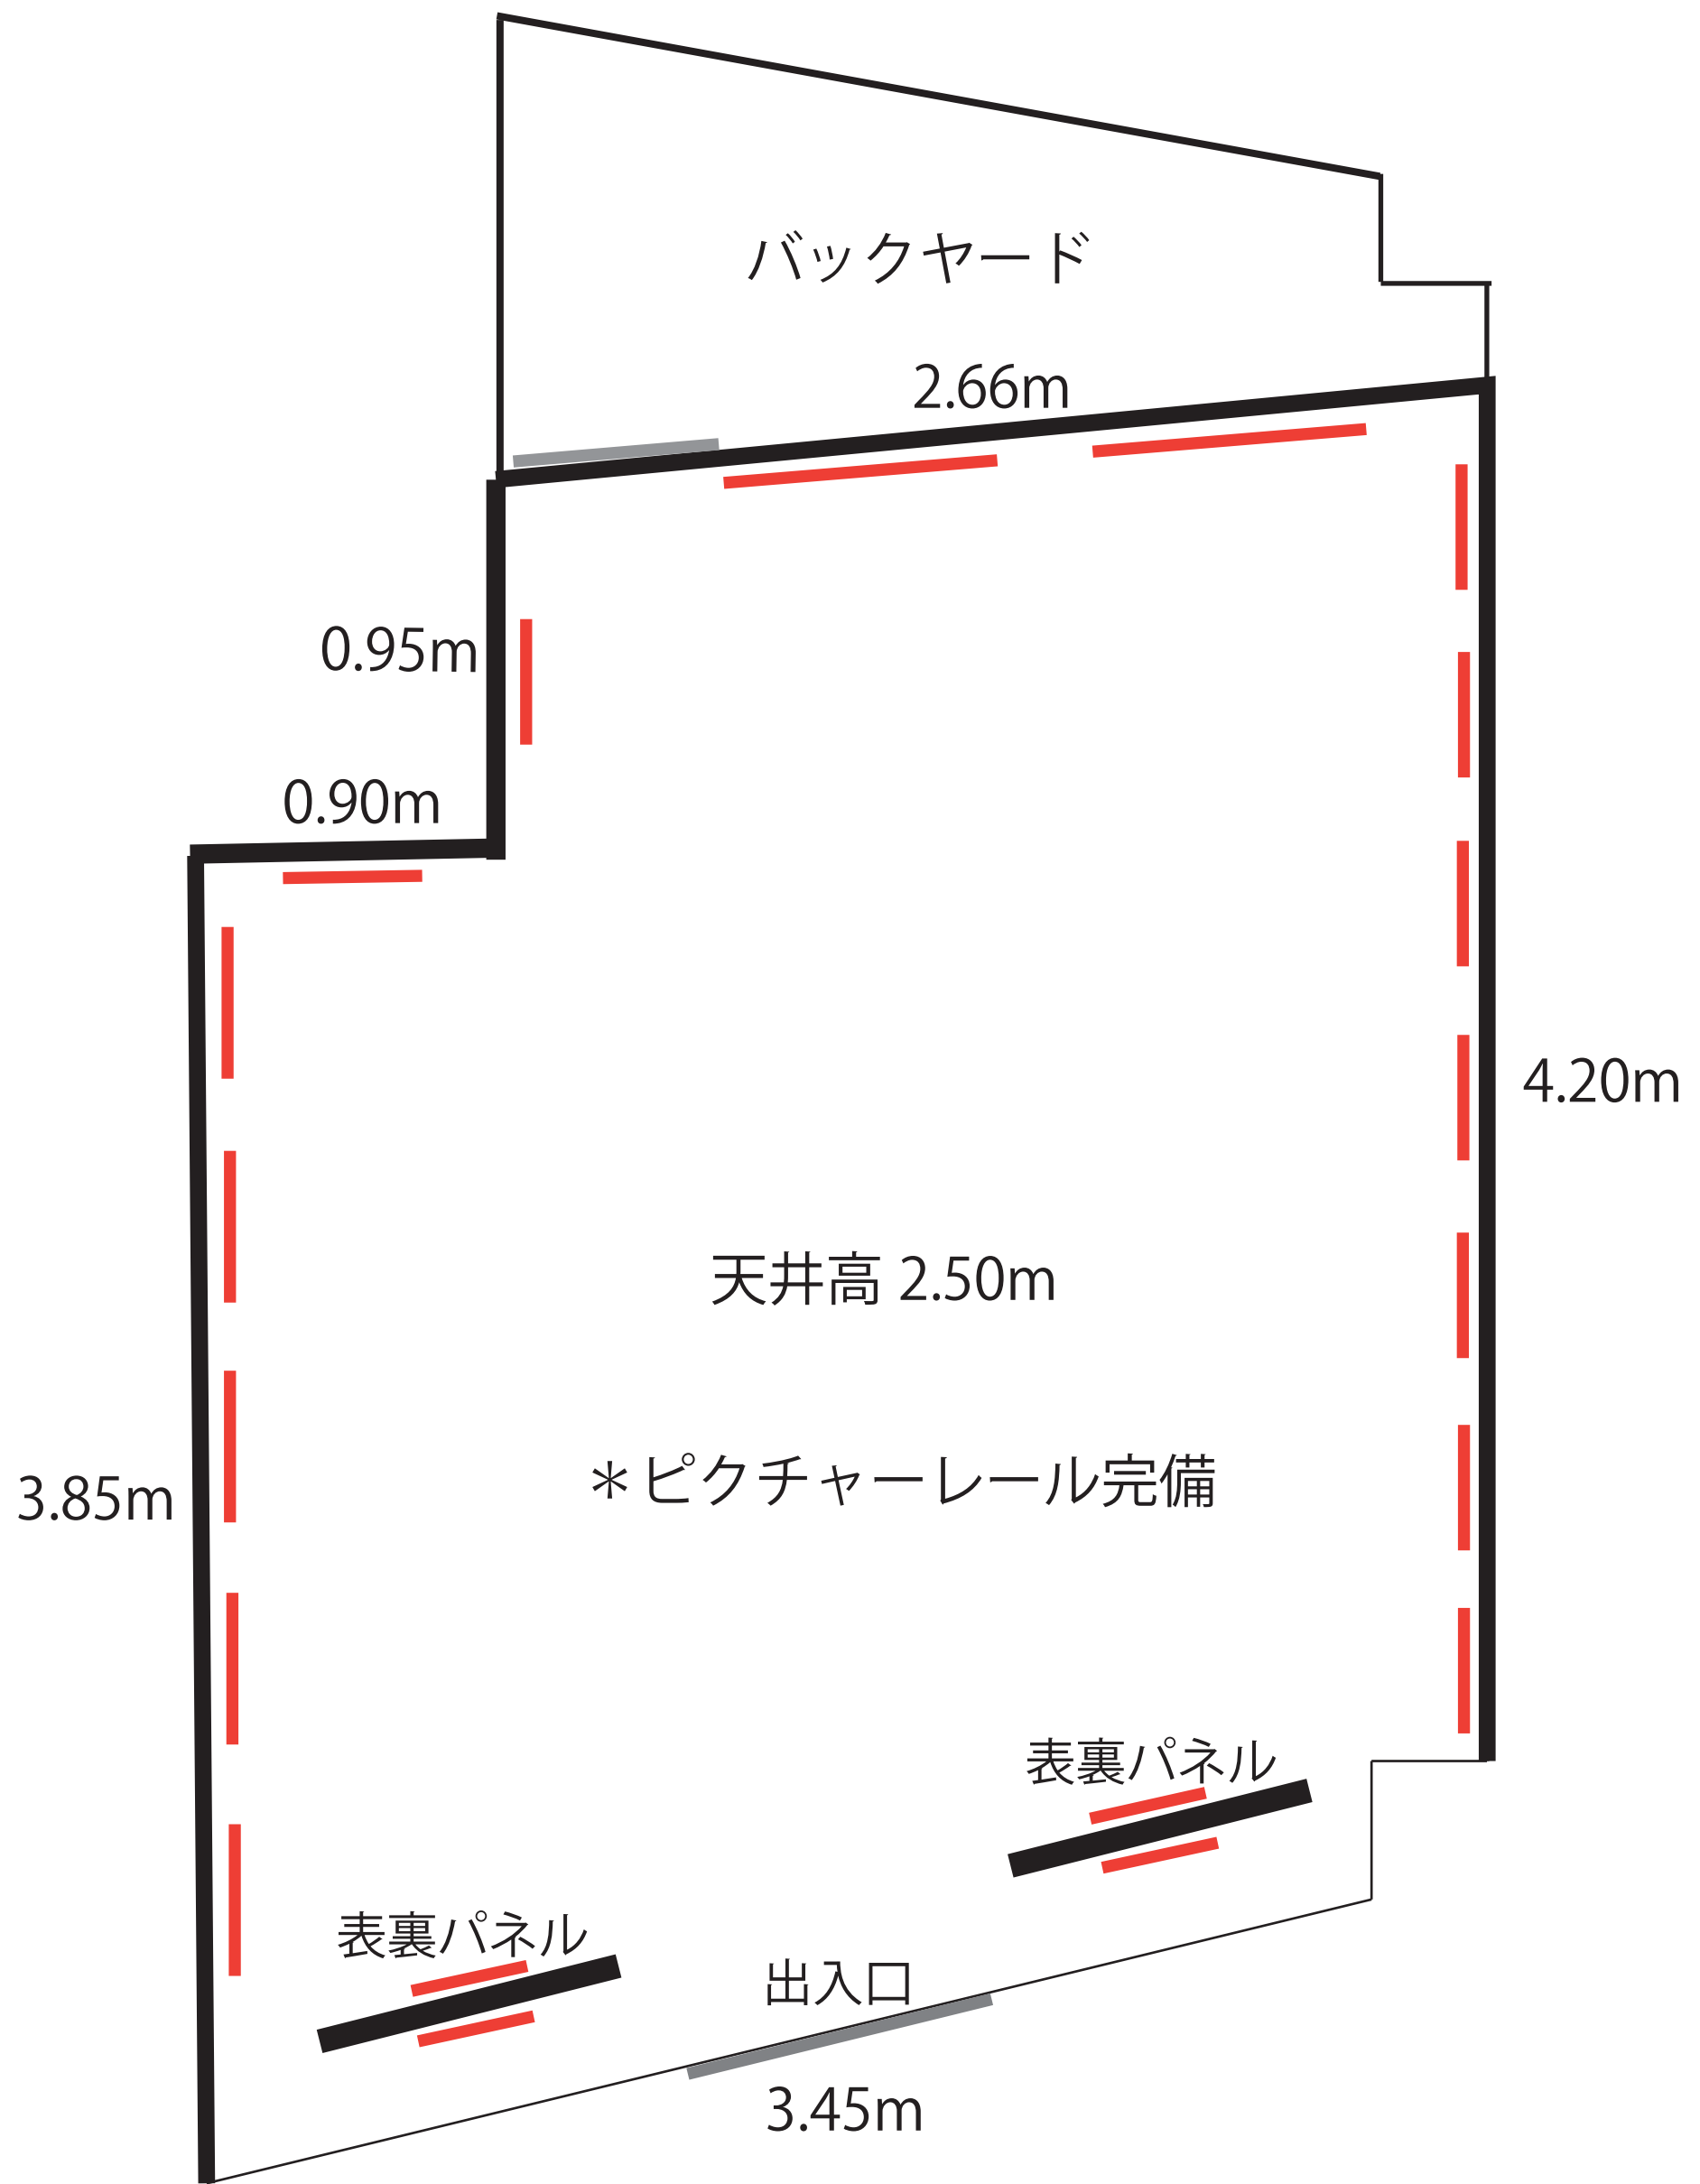 バックヤード
2.66m
0.95m
0.90m
4.20m
天井高 2.50m
＊ピクチャーレール完備
3.85m
表裏パネル
表裏パネル
出入口
3.45m